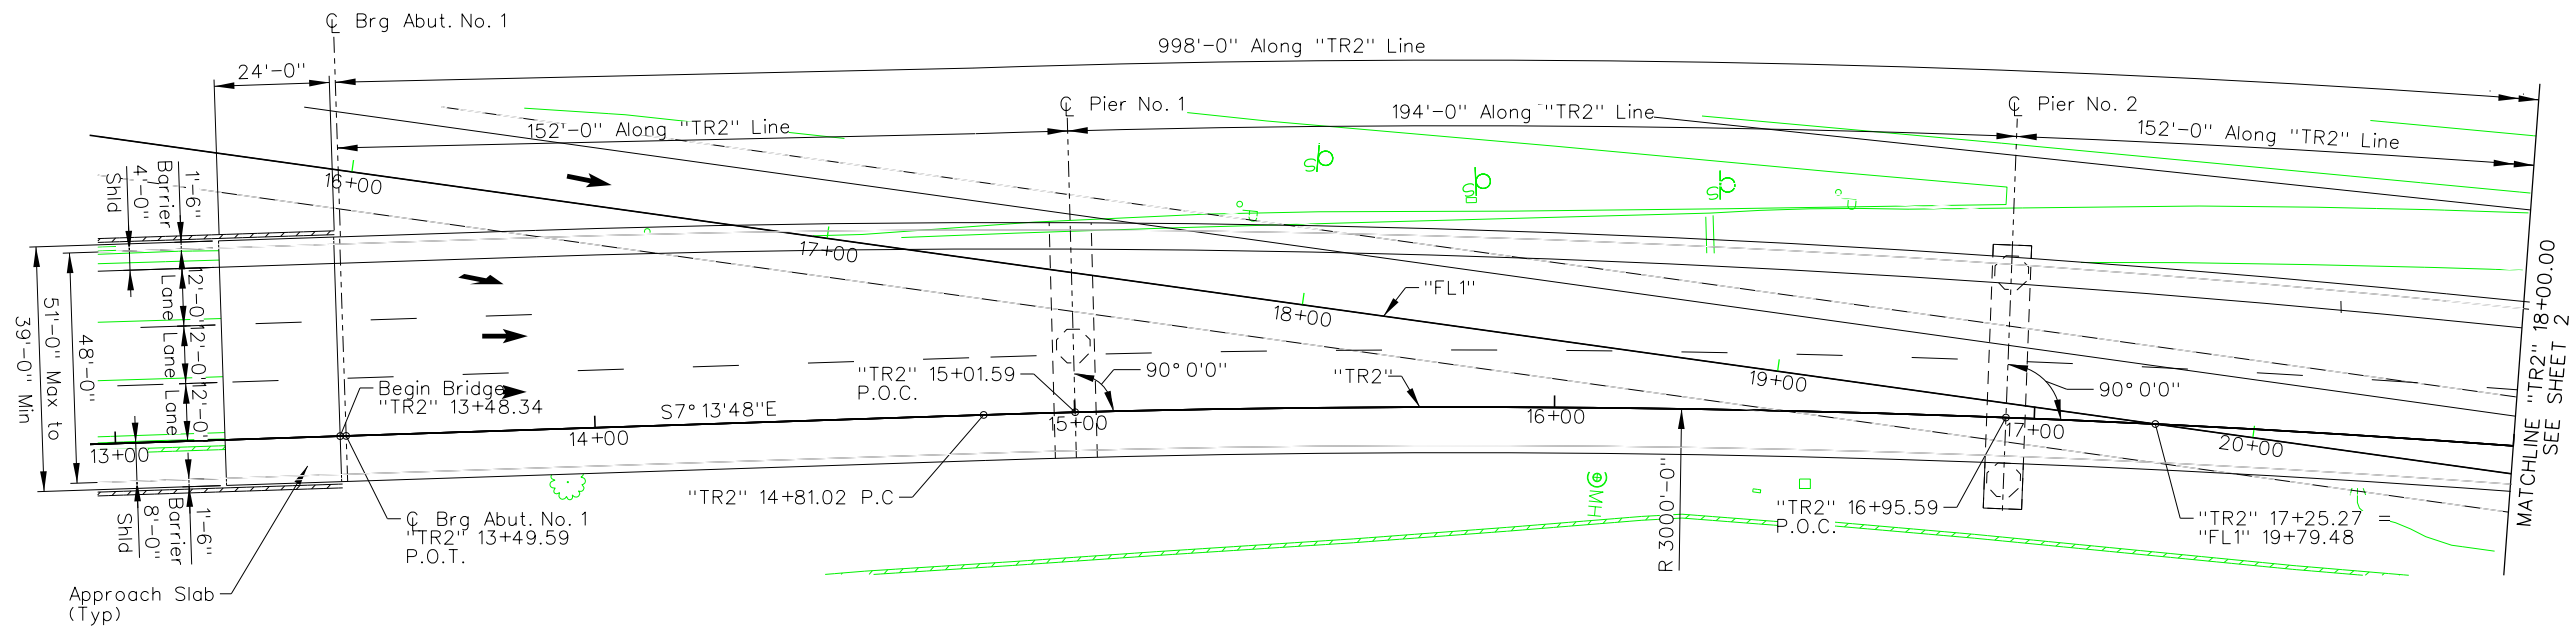 ℄ Brg Abut. No. 1
998'-0" Along "TR2" Line
24'-0"
℄ Pier No. 1
194'-0" Along "TR2" Line
℄ Pier No. 2
152'-0" Along "TR2" Line
152'-0" Along "TR2" Line
16+00
17+00
18+00
19+00
20+00
"FL1"
1'-6"
Barrier
4'-0"
Shld
12'-0"
Lane
12'-0"
Lane
12'-0"
Lane
48'-0"
51'-0" Max to
39'-0" Min
1'-6"
Barrier
8'-0"
Shld
Begin Bridge
"TR2" 13+48.34
"TR2" 15+01.59
P.O.C.
90° 0'0"
"TR2"
90° 0'0"
S7° 13'48"E
13+00
14+00
15+00
16+00
17+00
"TR2" 14+81.02 P.C
℄ Brg Abut. No. 1
"TR2" 13+49.59
P.O.T.
R 3000'-0"
"TR2" 16+95.59
P.O.C.
"TR2" 17+25.27 =
"FL1" 19+79.48
MH
Approach Slab
(Typ)
MATCHLINE "TR2" 18+00.00
SEE SHEET 2